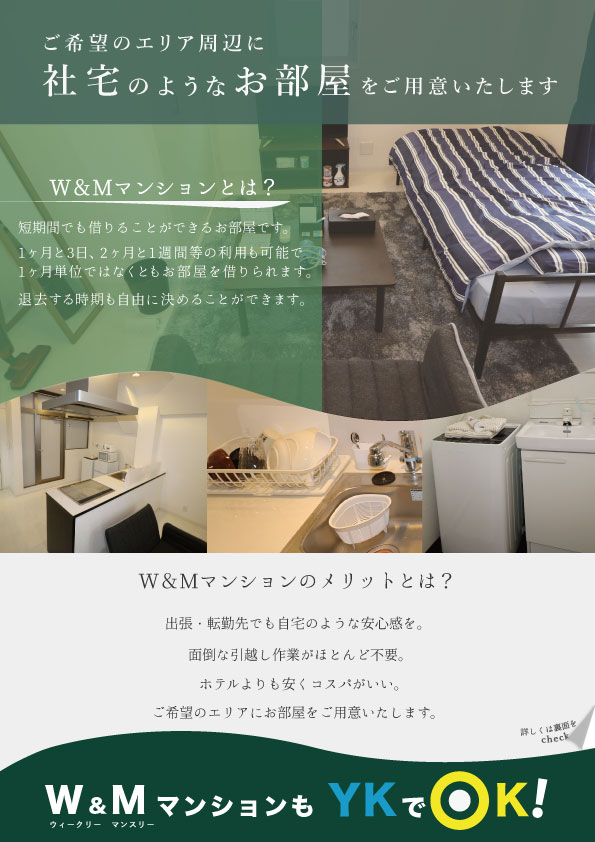 ご希望のエリア周辺に
社宅のようなお部屋をご用意いたします
W&Mマンションとは？
短期間でも借りることができるお部屋です。
1ヶ月と3日、2ヶ月と1週間等の利用も可能で
1ヶ月単位ではなくともお部屋を借りられます。
退去する時期も自由に決めることができます。
W&Mマンションのメリットとは？
出張・転勤先でも自宅のような安心感を。
面倒な引越し作業がほとんど不要。
ホテルよりも安くコスパがいい。
ご希望のエリアにお部屋をご用意いたします。
詳しくは裏面を
check
W&Mマンションも YKでOK!
ウィークリー マンスリー